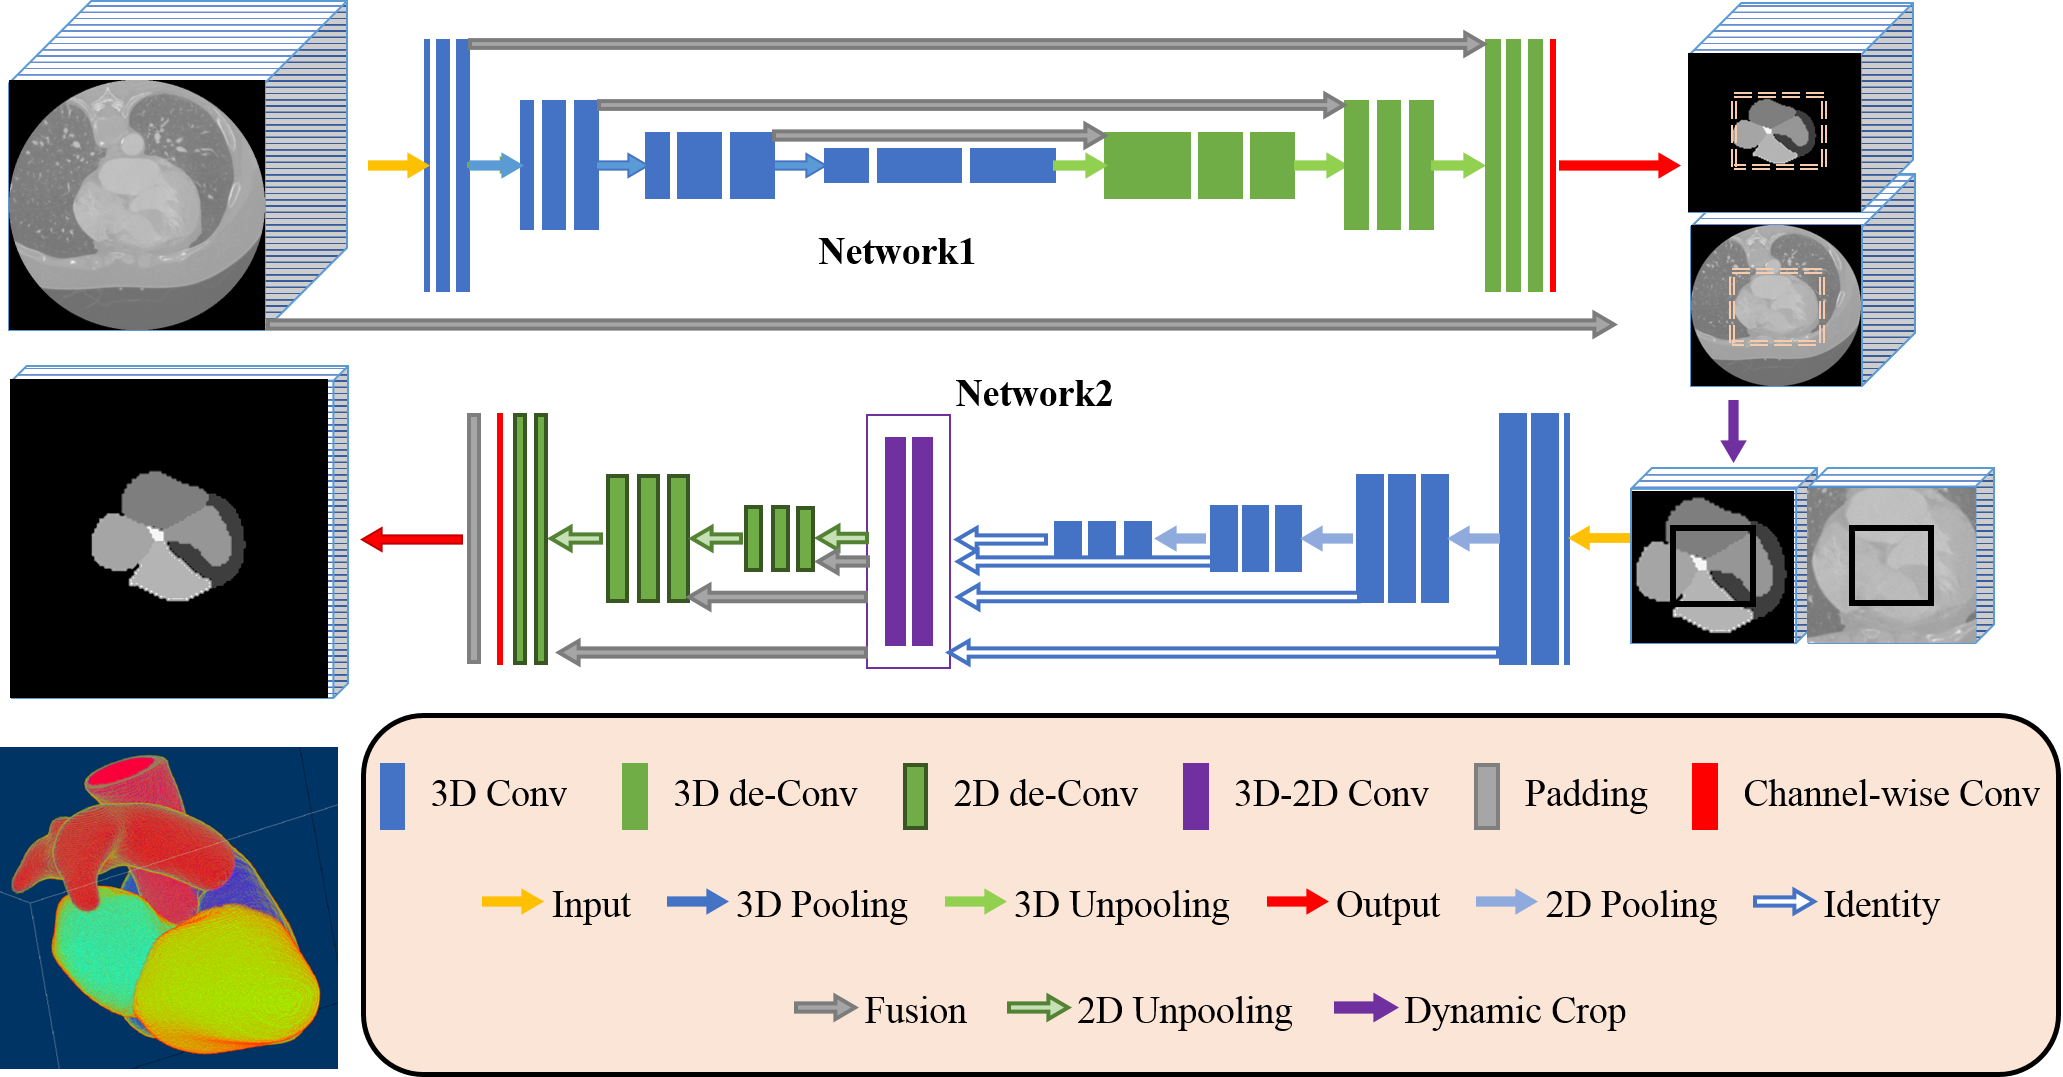 Network1
Network2
3D Conv 3D de-Conv 2D de-Conv 3D-2D Conv Padding Channel-wise Conv
Input 3D Pooling 3D Unpooling Output 2D Pooling Identity
Fusion 2D Unpooling Dynamic Crop